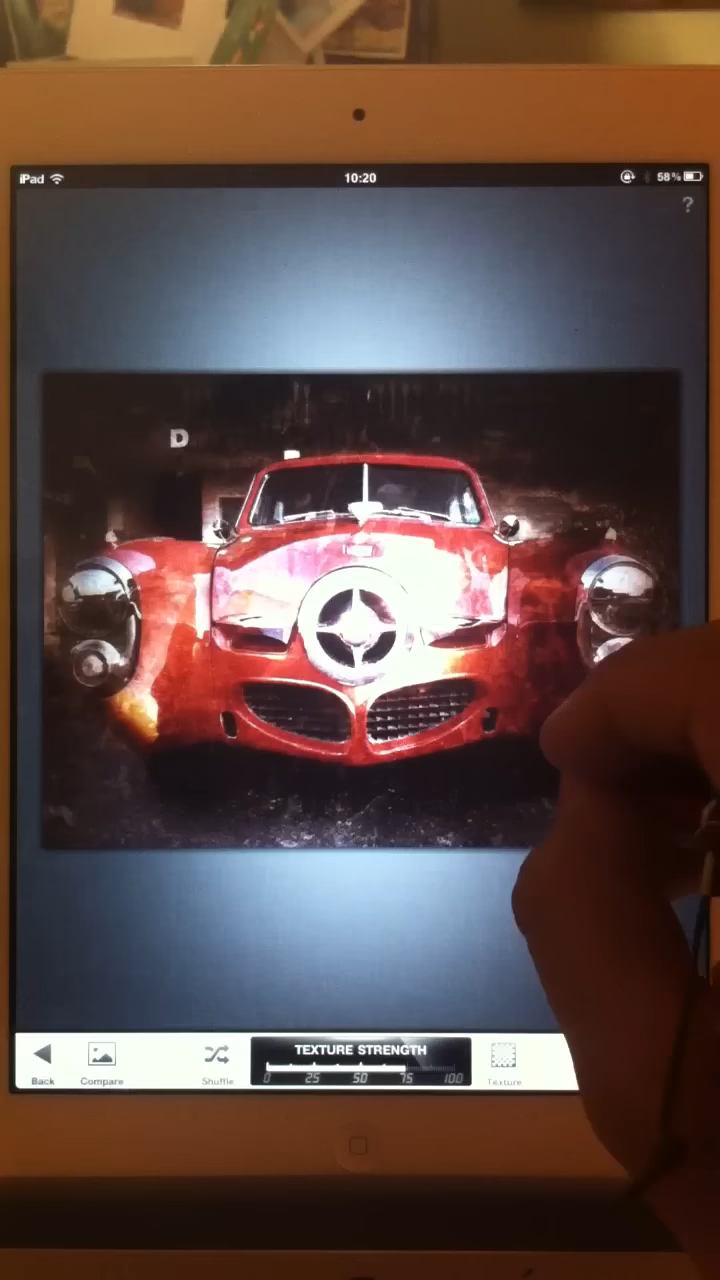 iPad 10:20 58%
?
D
TEXTURE STRENGTH
0 25 50 75 100
Back Compare Shuffle Texture